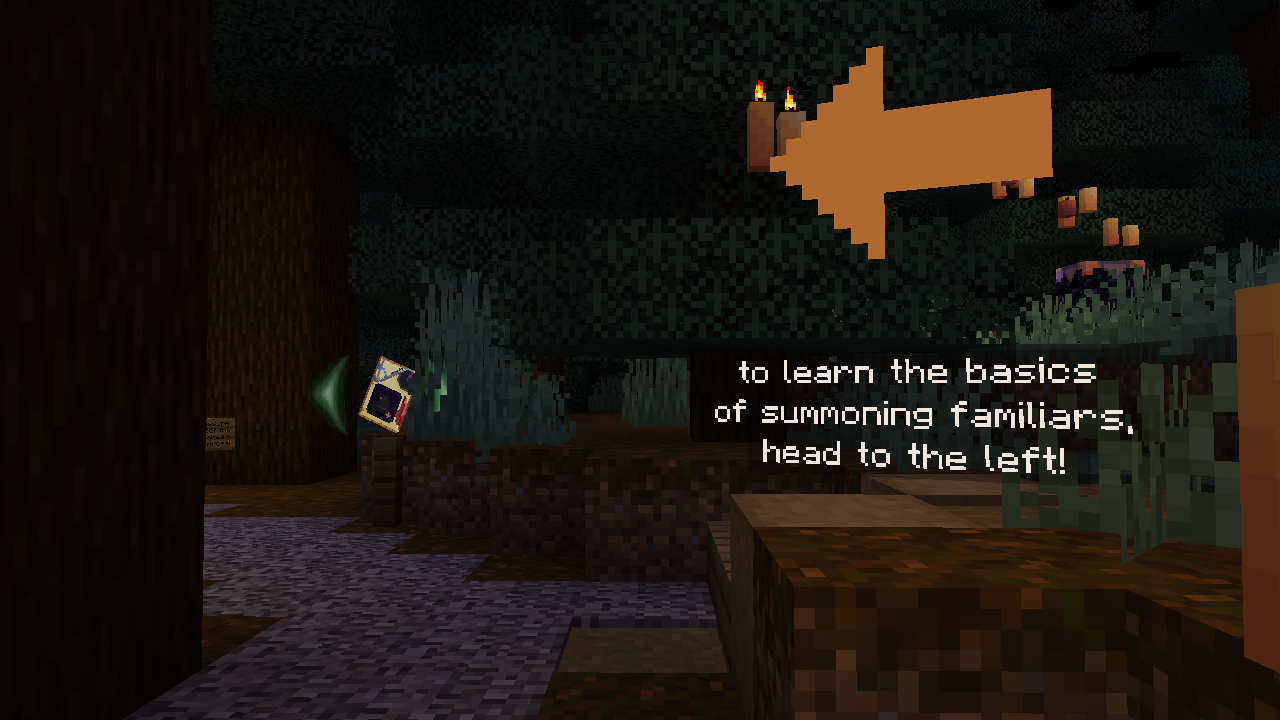 to learn the basics
of summoning familiars,
head to the left!